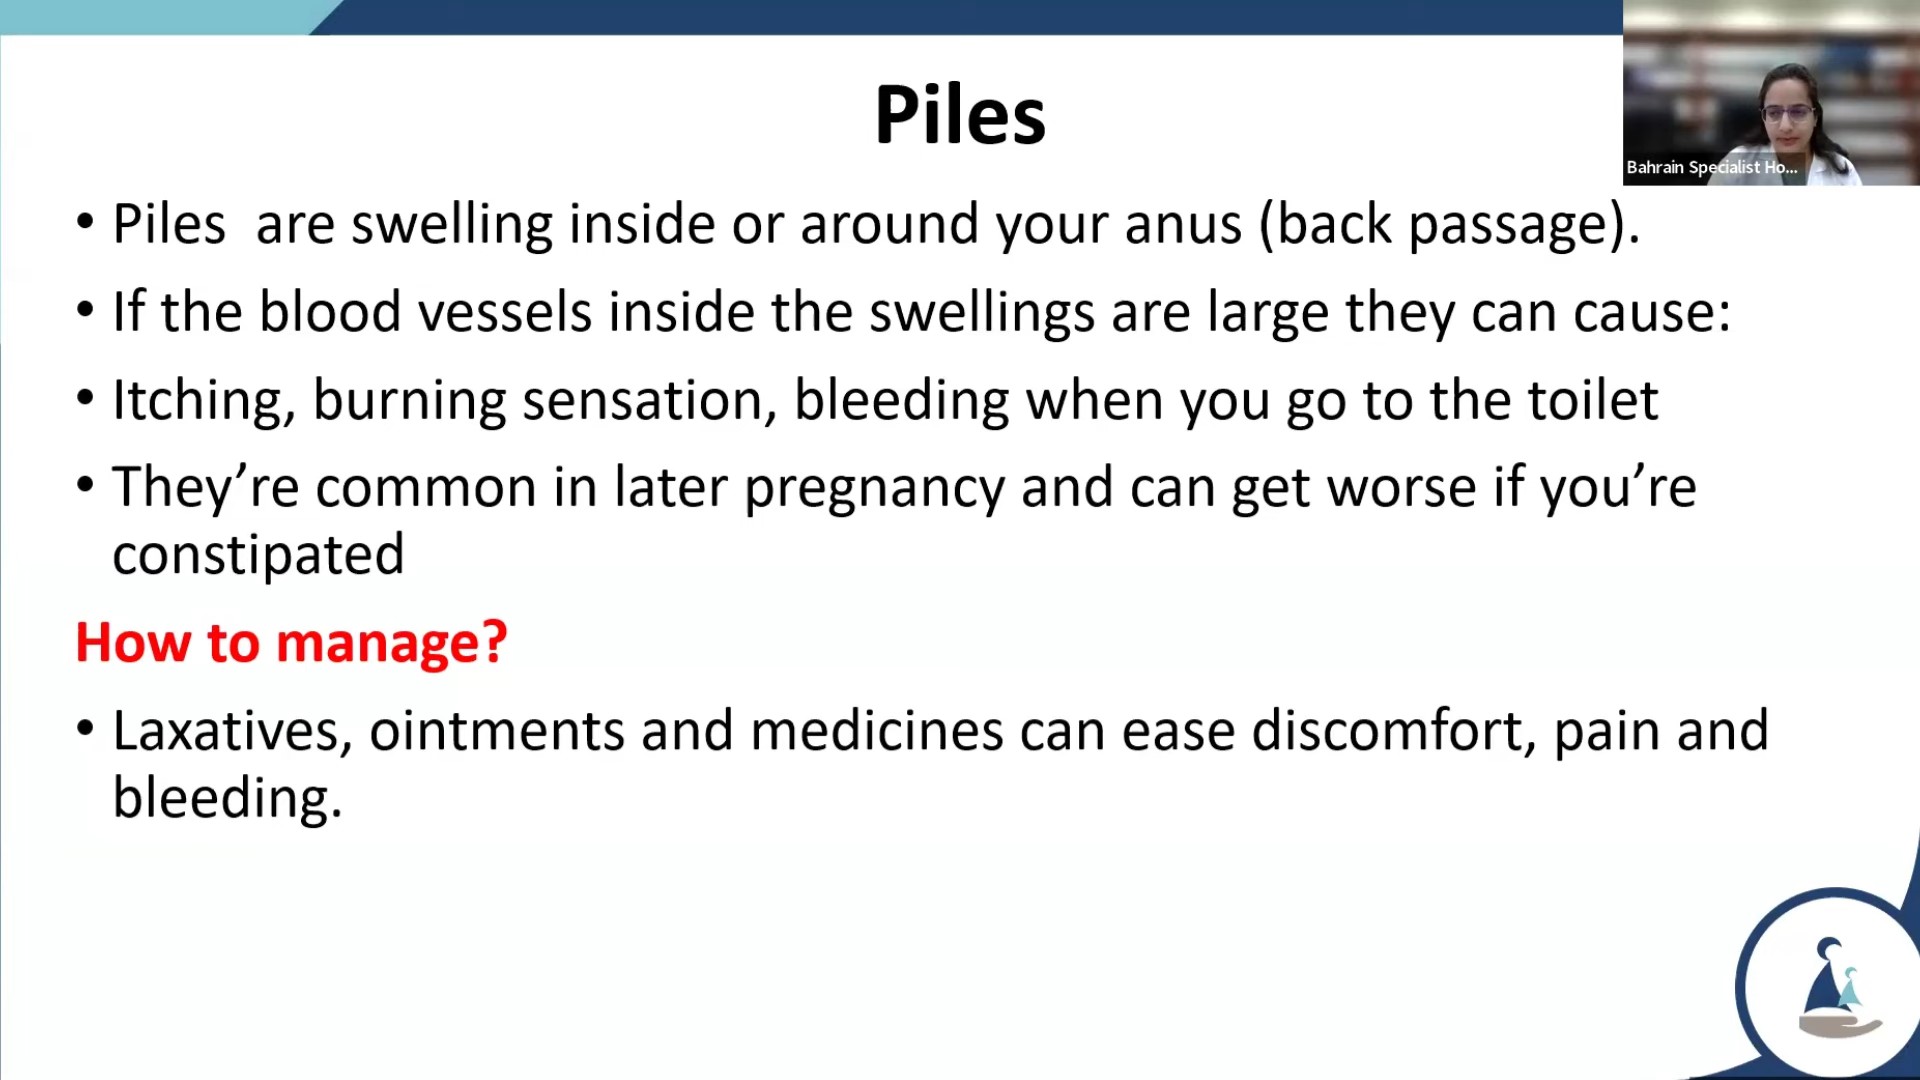 Piles
Bahrain Specialist Ho...
• Piles  are swelling inside or around your anus (back passage).
• If the blood vessels inside the swellings are large they can cause:
• Itching, burning sensation, bleeding when you go to the toilet
• They’re common in later pregnancy and can get worse if you’re
constipated
How to manage?
• Laxatives, ointments and medicines can ease discomfort, pain and
bleeding.